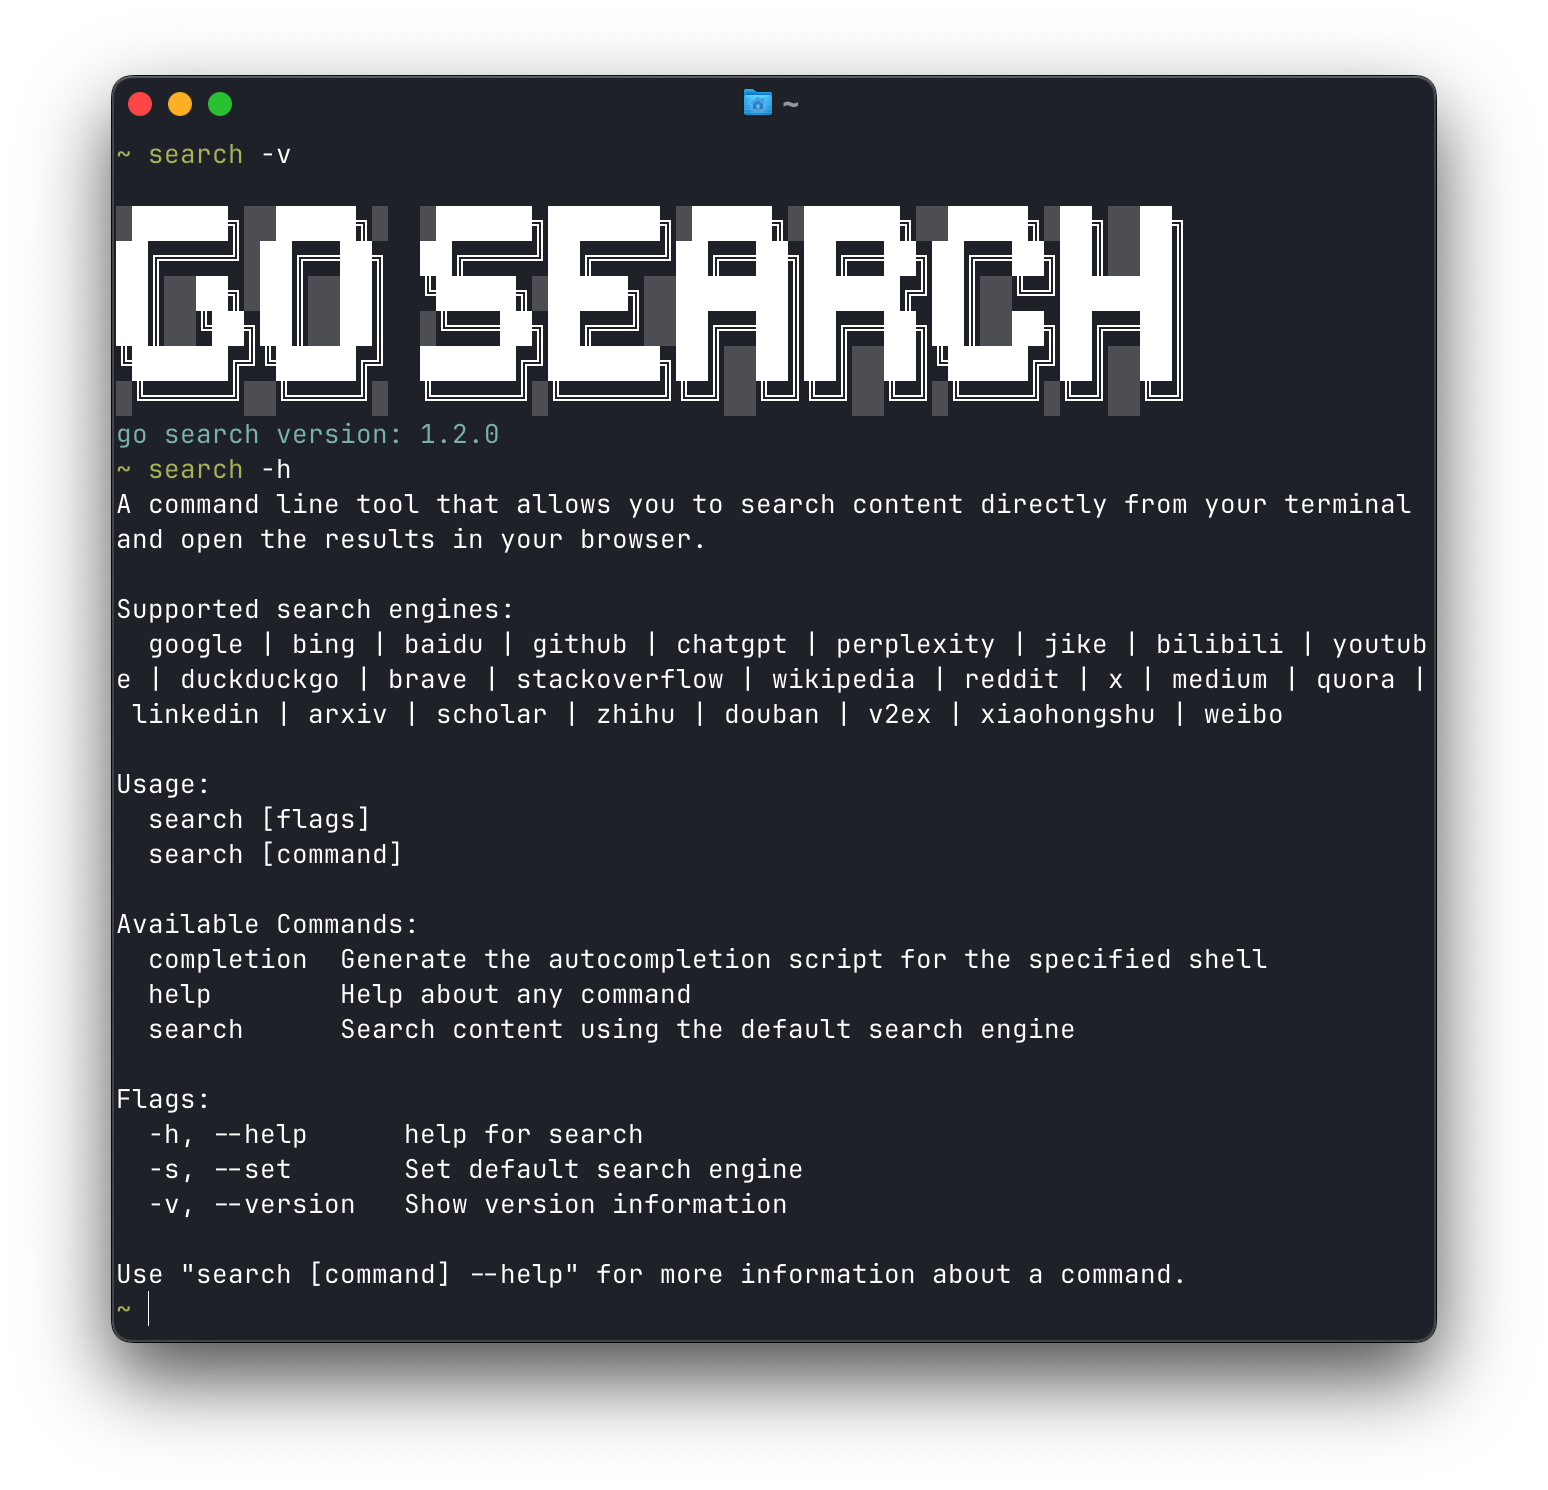 ~
~ search -v
GO SEARCH
go search version: 1.2.0
~ search -h
A command line tool that allows you to search content directly from your terminal
and open the results in your browser.
Supported search engines:
  google | bing | baidu | github | chatgpt | perplexity | jike | bilibili | youtub
e | duckduckgo | brave | stackoverflow | wikipedia | reddit | x | medium | quora |
 linkedin | arxiv | scholar | zhihu | douban | v2ex | xiaohongshu | weibo
Usage:
  search [flags]
  search [command]
Available Commands:
  completion  Generate the autocompletion script for the specified shell
  help        Help about any command
  search      Search content using the default search engine
Flags:
  -h, --help      help for search
  -s, --set       Set default search engine
  -v, --version   Show version information
Use "search [command] --help" for more information about a command.
~